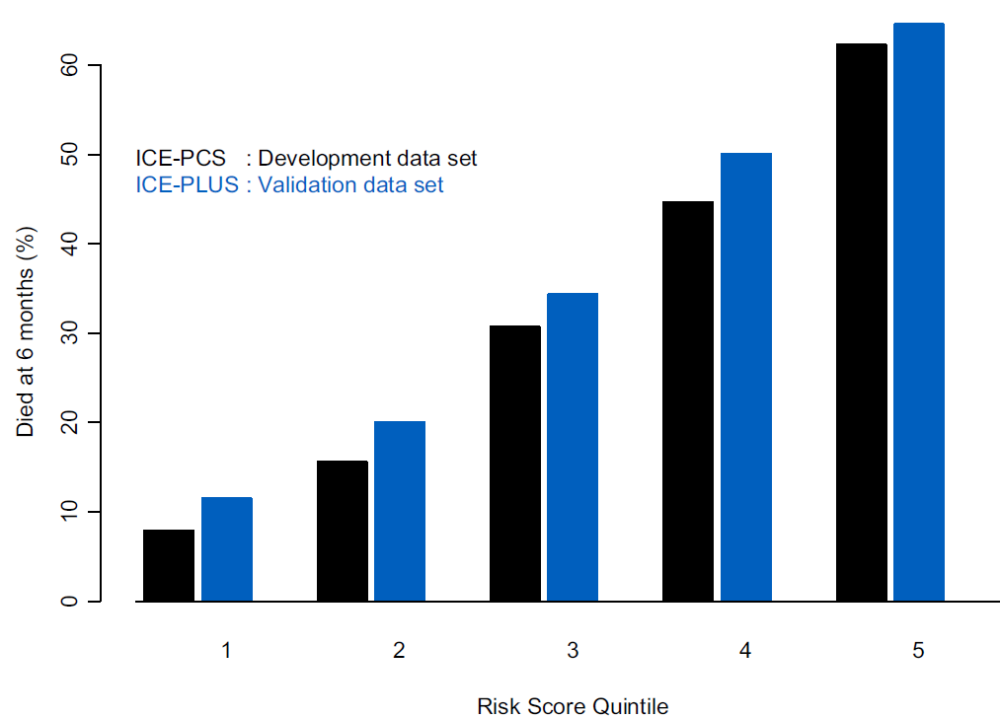 60
50
40
30
20
10
0
Died at 6 months (%)
ICE-PCS : Development data set
ICE-PLUS : Validation data set
1 2 3 4 5
Risk Score Quintile